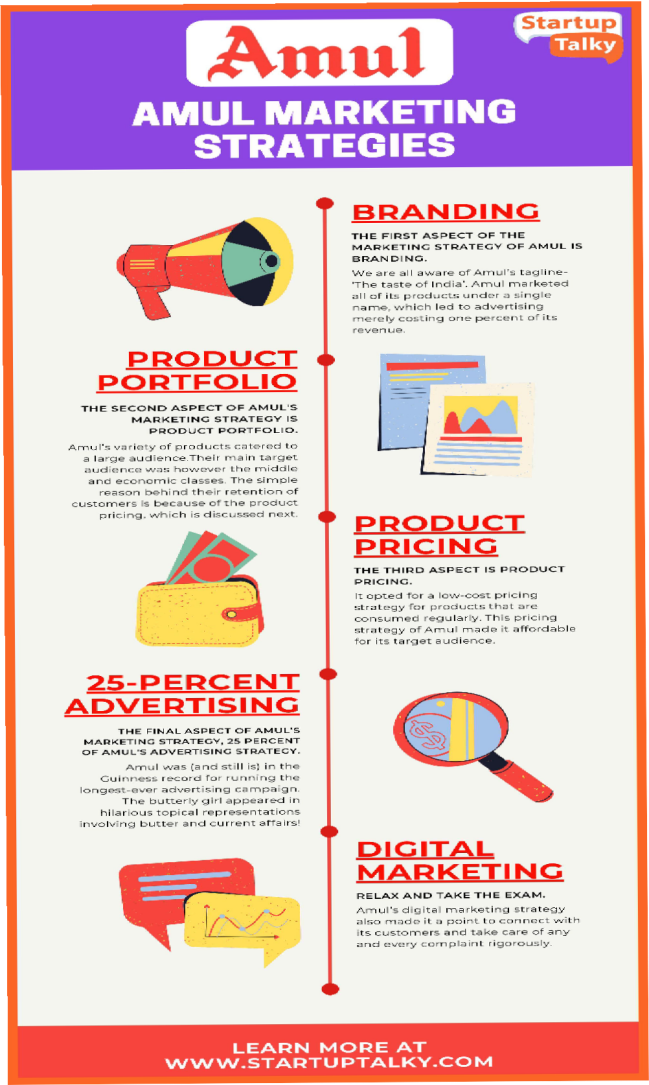 Amul
Startup
Talky
AMUL MARKETING
STRATEGIES
BRANDING
THE FIRST ASPECT OF THE
MARKETING STRATEGY OF AMUL IS
BRANDING.
We are all aware of Amul's tagline-
'The taste of India'. Amul marketed
all of its products under a single
name, which led to advertising
merely costing one percent of its
revenue.
PRODUCT
PORTFOLIO
THE SECOND ASPECT OF AMUL'S
MARKETING STRATEGY IS
PRODUCT PORTFOLIO.
Amul's variety of products catered to
a large audience.Their main target
audience was however the middle
and economic classes. The simple
reason behind their retention of
customers is because of the product
pricing, which is discussed next.
PRODUCT
PRICING
THE THIRD ASPECT IS PRODUCT
PRICING.
It opted for a low-cost pricing
strategy for products that are
consumed regularly. This pricing
strategy of Amul made it affordable
for its target audience.
25-PERCENT
ADVERTISING
THE FINAL ASPECT OF AMUL'S
MARKETING STRATEGY, 25 PERCENT
OF AMUL'S ADVERTISING STRATEGY.
Amul was (and still is) in the
Guinness record for running the
longest-ever advertising campaign.
The butterly girl appeared in
hilarious topical representations
involving butter and current affairs!
DIGITAL
MARKETING
RELAX AND TAKE THE EXAM.
Amul's digital marketing strategy
also made it a point to connect with
its customers and take care of any
and every complaint rigorously.
LEARN MORE AT
WWW.STARTUPTALKY.COM